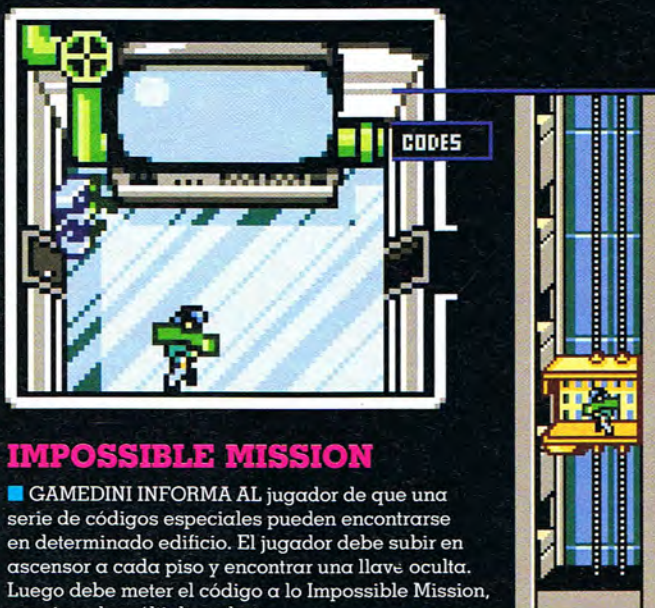 CODES
IMPOSSIBLE MISSION
GAMEDINI INFORMA AL jugador de que una
serie de códigos especiales pueden encontrarse
en determinado edificio. El jugador debe subir en
ascensor a cada piso y encontrar una llave oculta.
Luego debe meter el código a lo Impossible Mission,